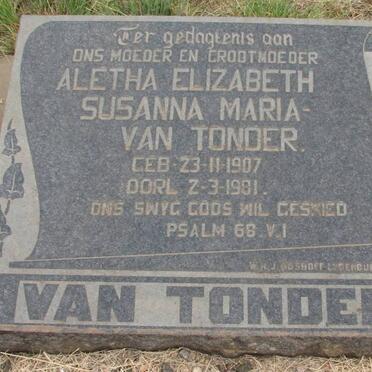 Ter gedagtenis aan
ONS MOEDER EN GROOTMOEDER
ALETHA ELIZABETH
SUSANNA MARIA
VAN TONDER.
GEB. 23-11-1907
OORL 2-3-1981.
ONS SWYG GODS WIL GESKIED
PSALM 68 V.1
VAN TONDE